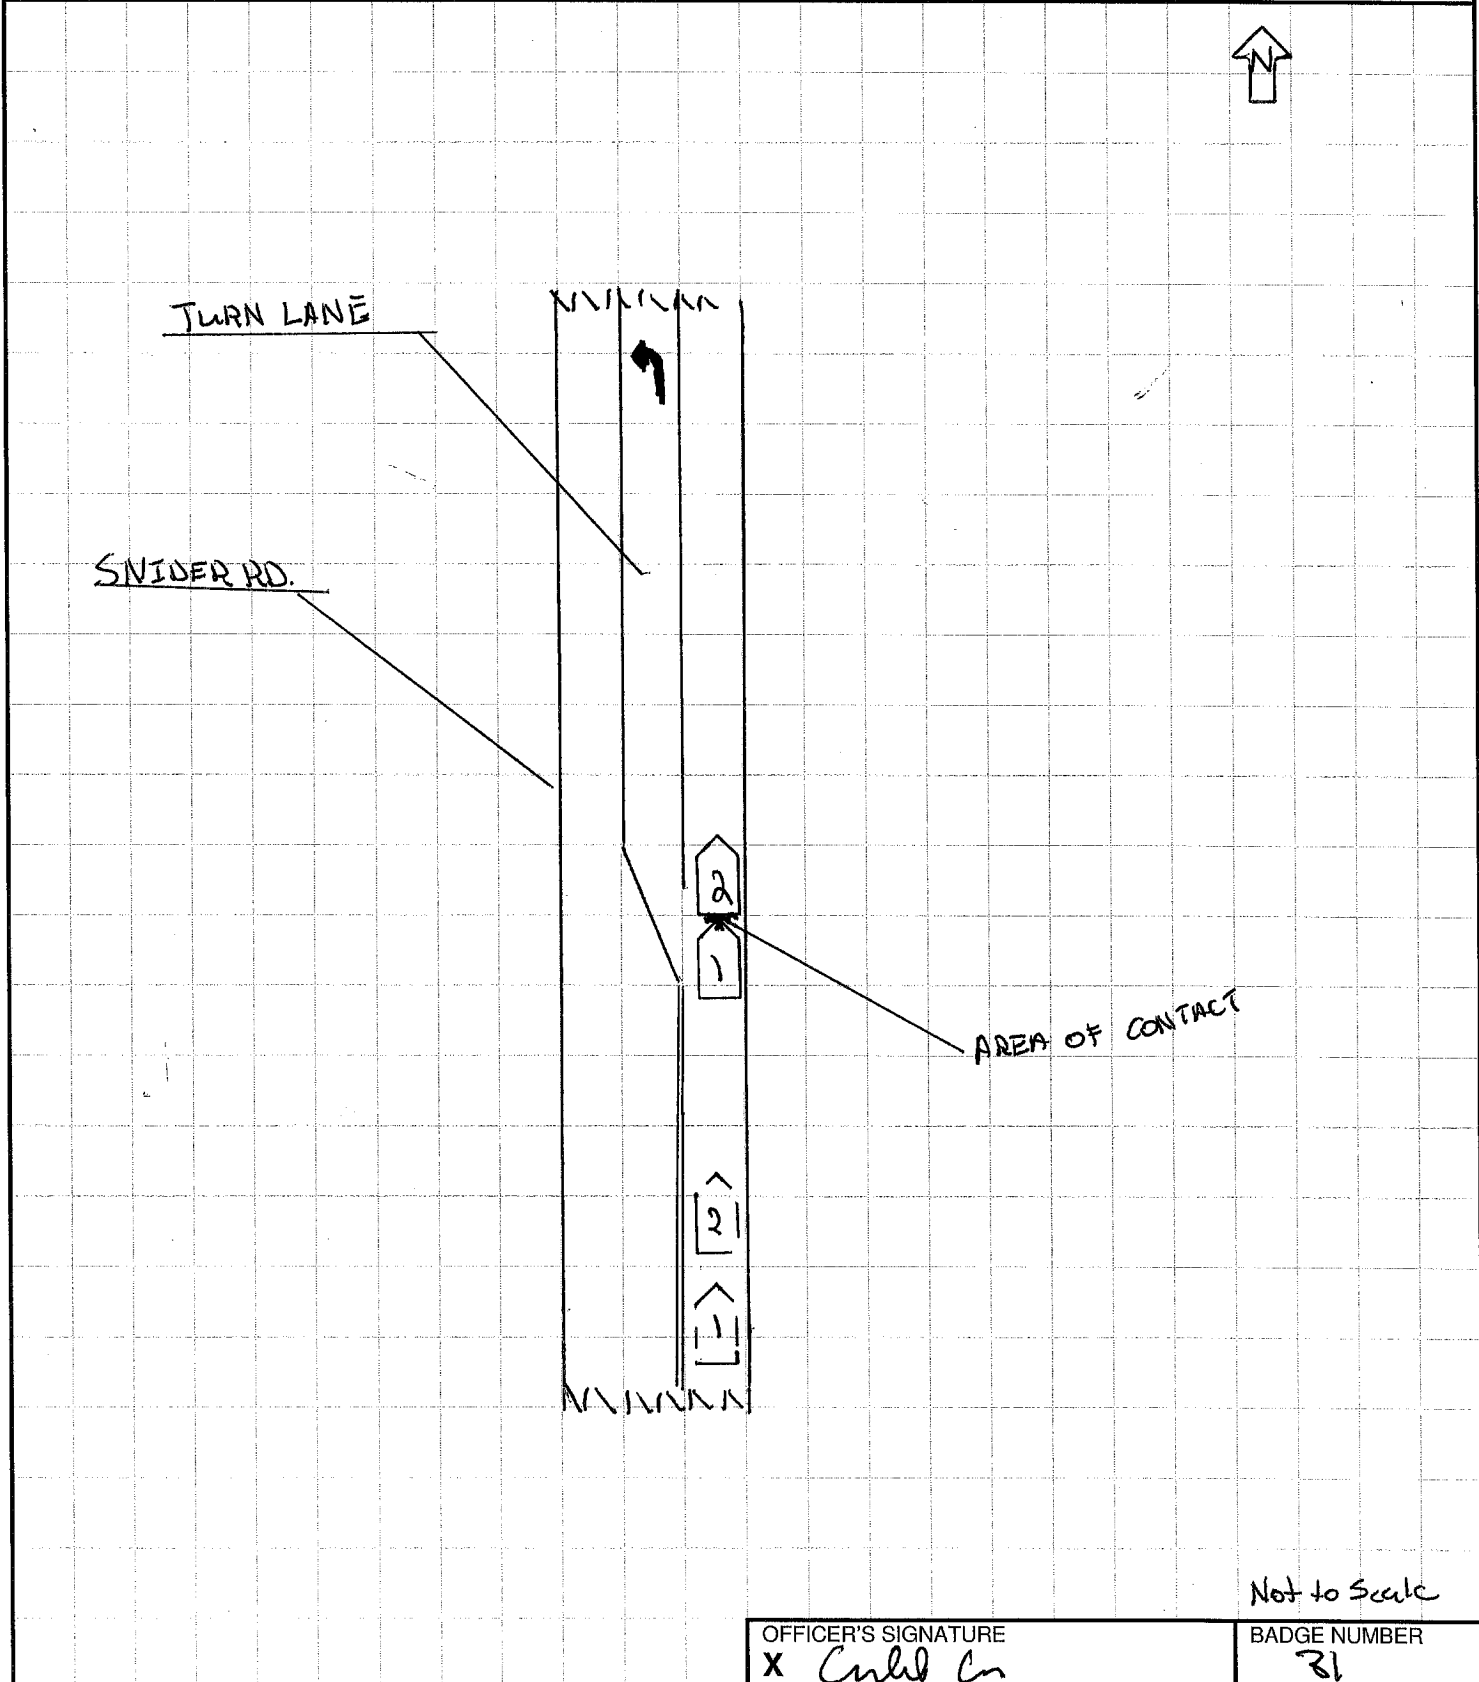 N
TURN LANE
SNIDER RD.
2
1
AREA OF CONTACT
2
1
Not to Scale
OFFICER'S SIGNATURE
X
BADGE NUMBER
31